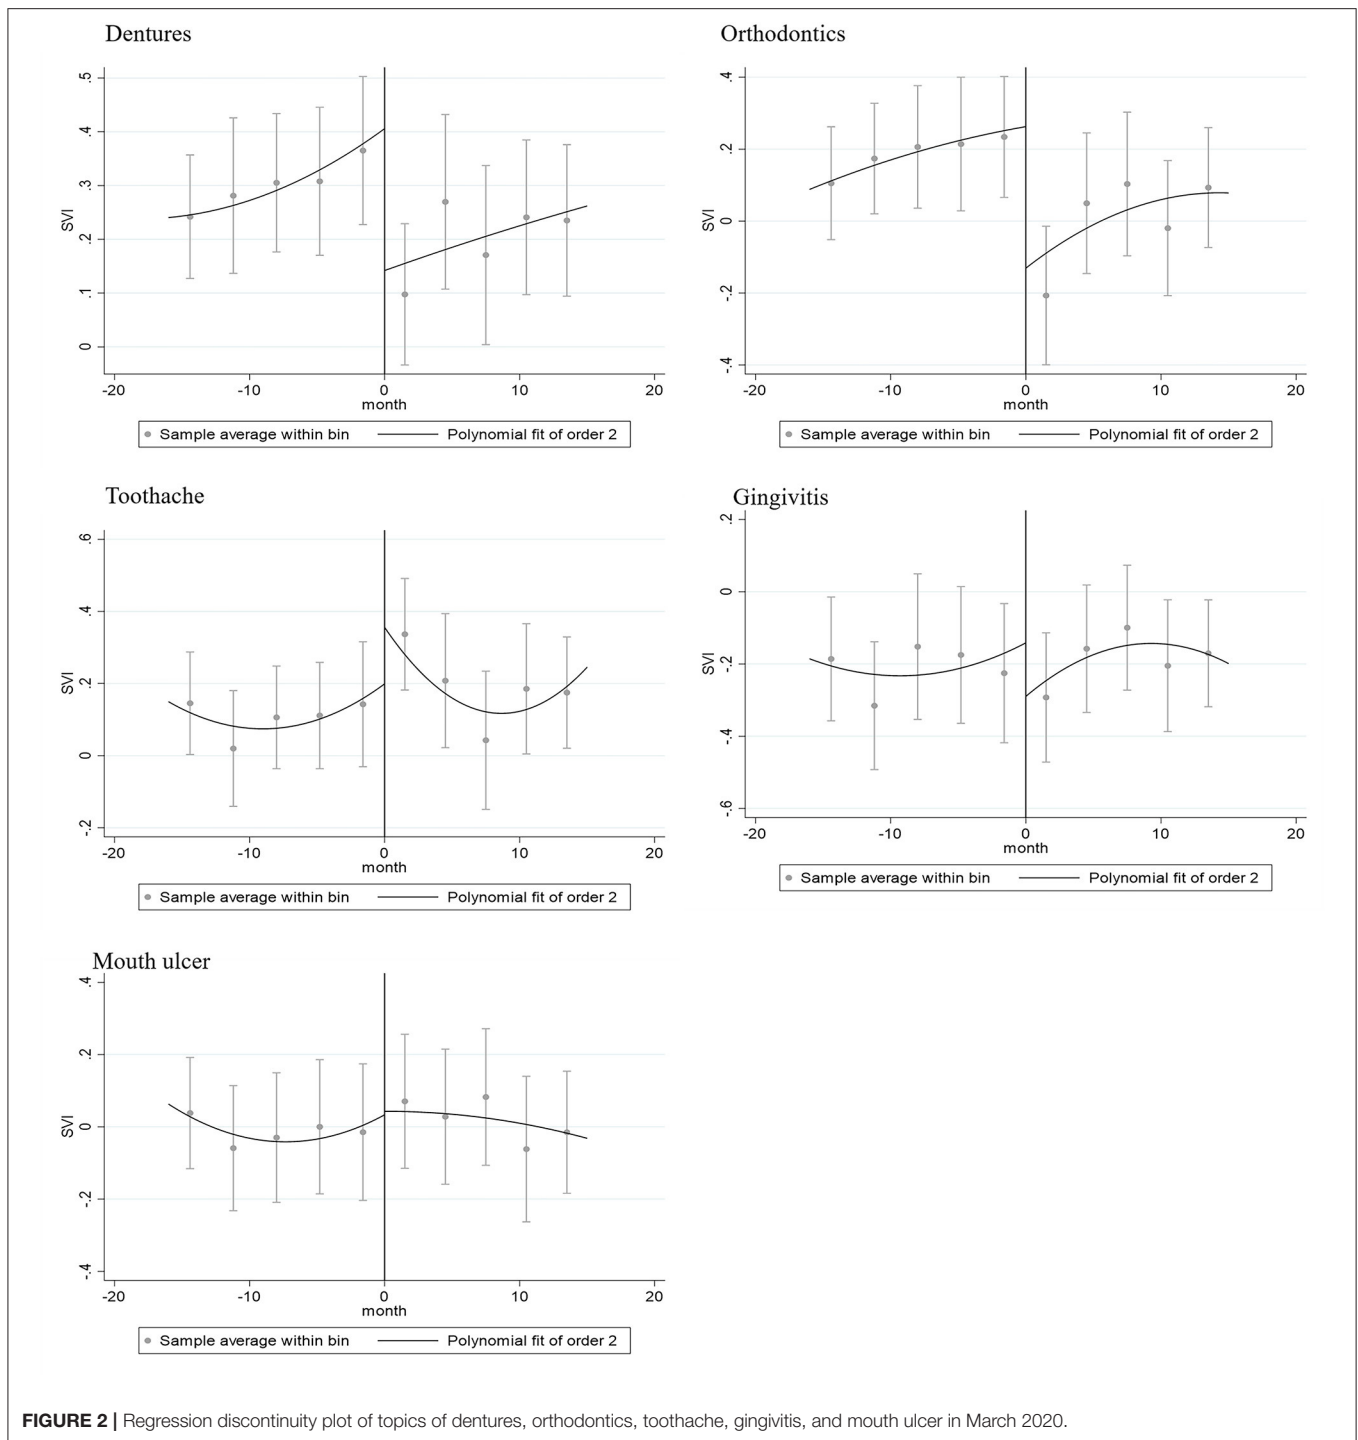 Dentures
.5
.4
.3
.2
.1
0
SVI
-20 -10 0 10 20
month
Sample average within bin Polynomial fit of order 2
Orthodontics
.4
.2
0
-.2
-.4
SVI
-20 -10 0 10 20
month
Sample average within bin Polynomial fit of order 2
Toothache
.6
.4
.2
0
-.2
SVI
-20 -10 0 10 20
month
Sample average within bin Polynomial fit of order 2
Gingivitis
.2
0
-.2
-.4
-.6
SVI
-20 -10 0 10 20
month
Sample average within bin Polynomial fit of order 2
Mouth ulcer
.4
.2
0
-.2
-.4
SVI
-20 -10 0 10 20
month
Sample average within bin Polynomial fit of order 2
FIGURE 2 | Regression discontinuity plot of topics of dentures, orthodontics, toothache, gingivitis, and mouth ulcer in March 2020.